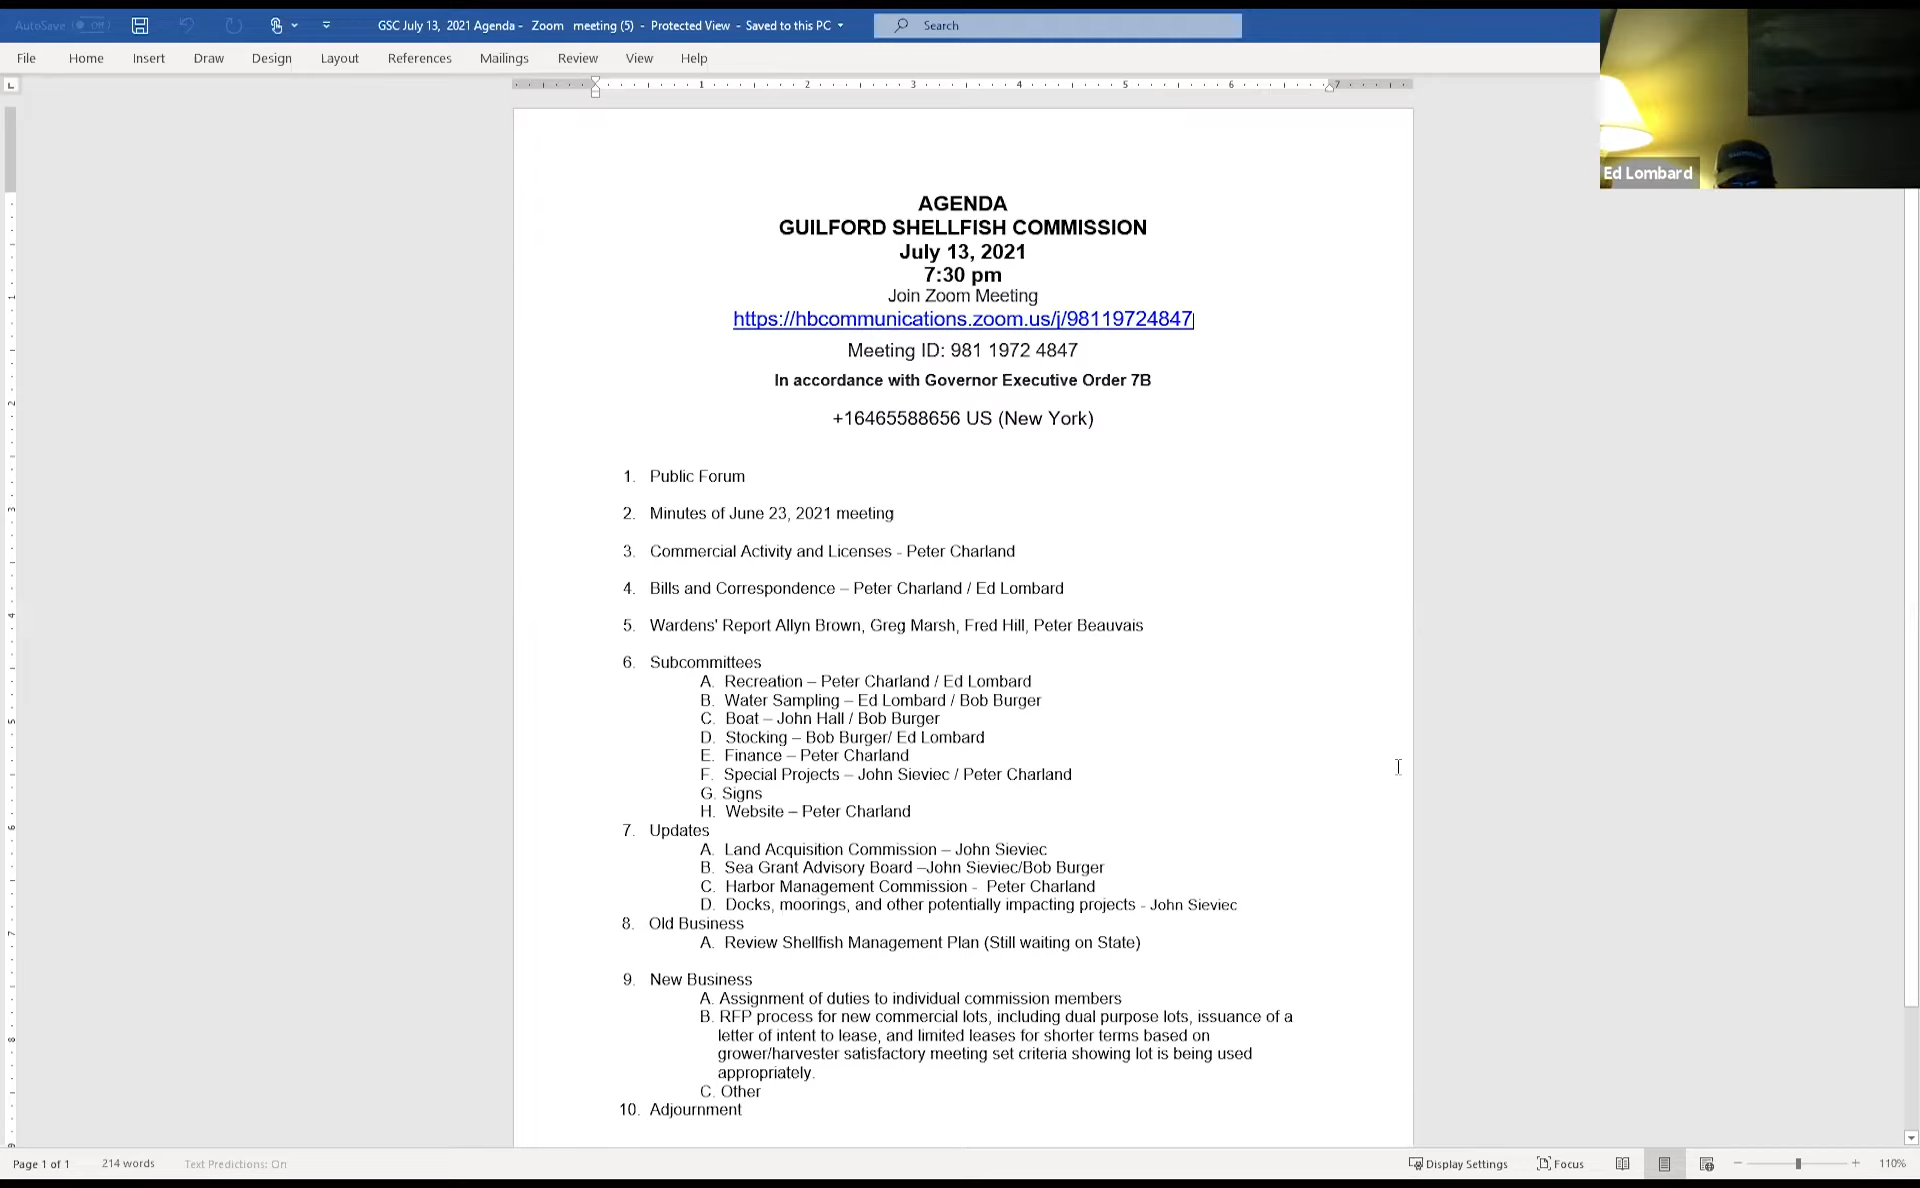 AutoSave Off
GSC July 13, 2021 Agenda - Zoom meeting (5) - Protected View - Saved to this PC
Search
File Home Insert Draw Design Layout References Mailings Review View Help
Ed Lombard
1 2 3 4 5 6 7
AGENDA
GUILFORD SHELLFISH COMMISSION
July 13, 2021
7:30 pm
Join Zoom Meeting
https://hbcommunications.zoom.us/j/98119724847
Meeting ID: 981 1972 4847
In accordance with Governor Executive Order 7B
+16465588656 US (New York)
1. Public Forum
2. Minutes of June 23, 2021 meeting
3. Commercial Activity and Licenses - Peter Charland
4. Bills and Correspondence – Peter Charland / Ed Lombard
5. Wardens' Report Allyn Brown, Greg Marsh, Fred Hill, Peter Beauvais
6. Subcommittees
A. Recreation – Peter Charland / Ed Lombard
B. Water Sampling – Ed Lombard / Bob Burger
C. Boat – John Hall / Bob Burger
D. Stocking – Bob Burger/ Ed Lombard
E. Finance – Peter Charland
F. Special Projects – John Sieviec / Peter Charland
G. Signs
H. Website – Peter Charland
7. Updates
A. Land Acquisition Commission – John Sieviec
B. Sea Grant Advisory Board –John Sieviec/Bob Burger
C. Harbor Management Commission - Peter Charland
D. Docks, moorings, and other potentially impacting projects - John Sieviec
8. Old Business
A. Review Shellfish Management Plan (Still waiting on State)
9. New Business
A. Assignment of duties to individual commission members
B. RFP process for new commercial lots, including dual purpose lots, issuance of a
letter of intent to lease, and limited leases for shorter terms based on
grower/harvester satisfactory meeting set criteria showing lot is being used
appropriately.
C. Other
10. Adjournment
Page 1 of 1 214 words Text Predictions: On Display Settings Focus 110%